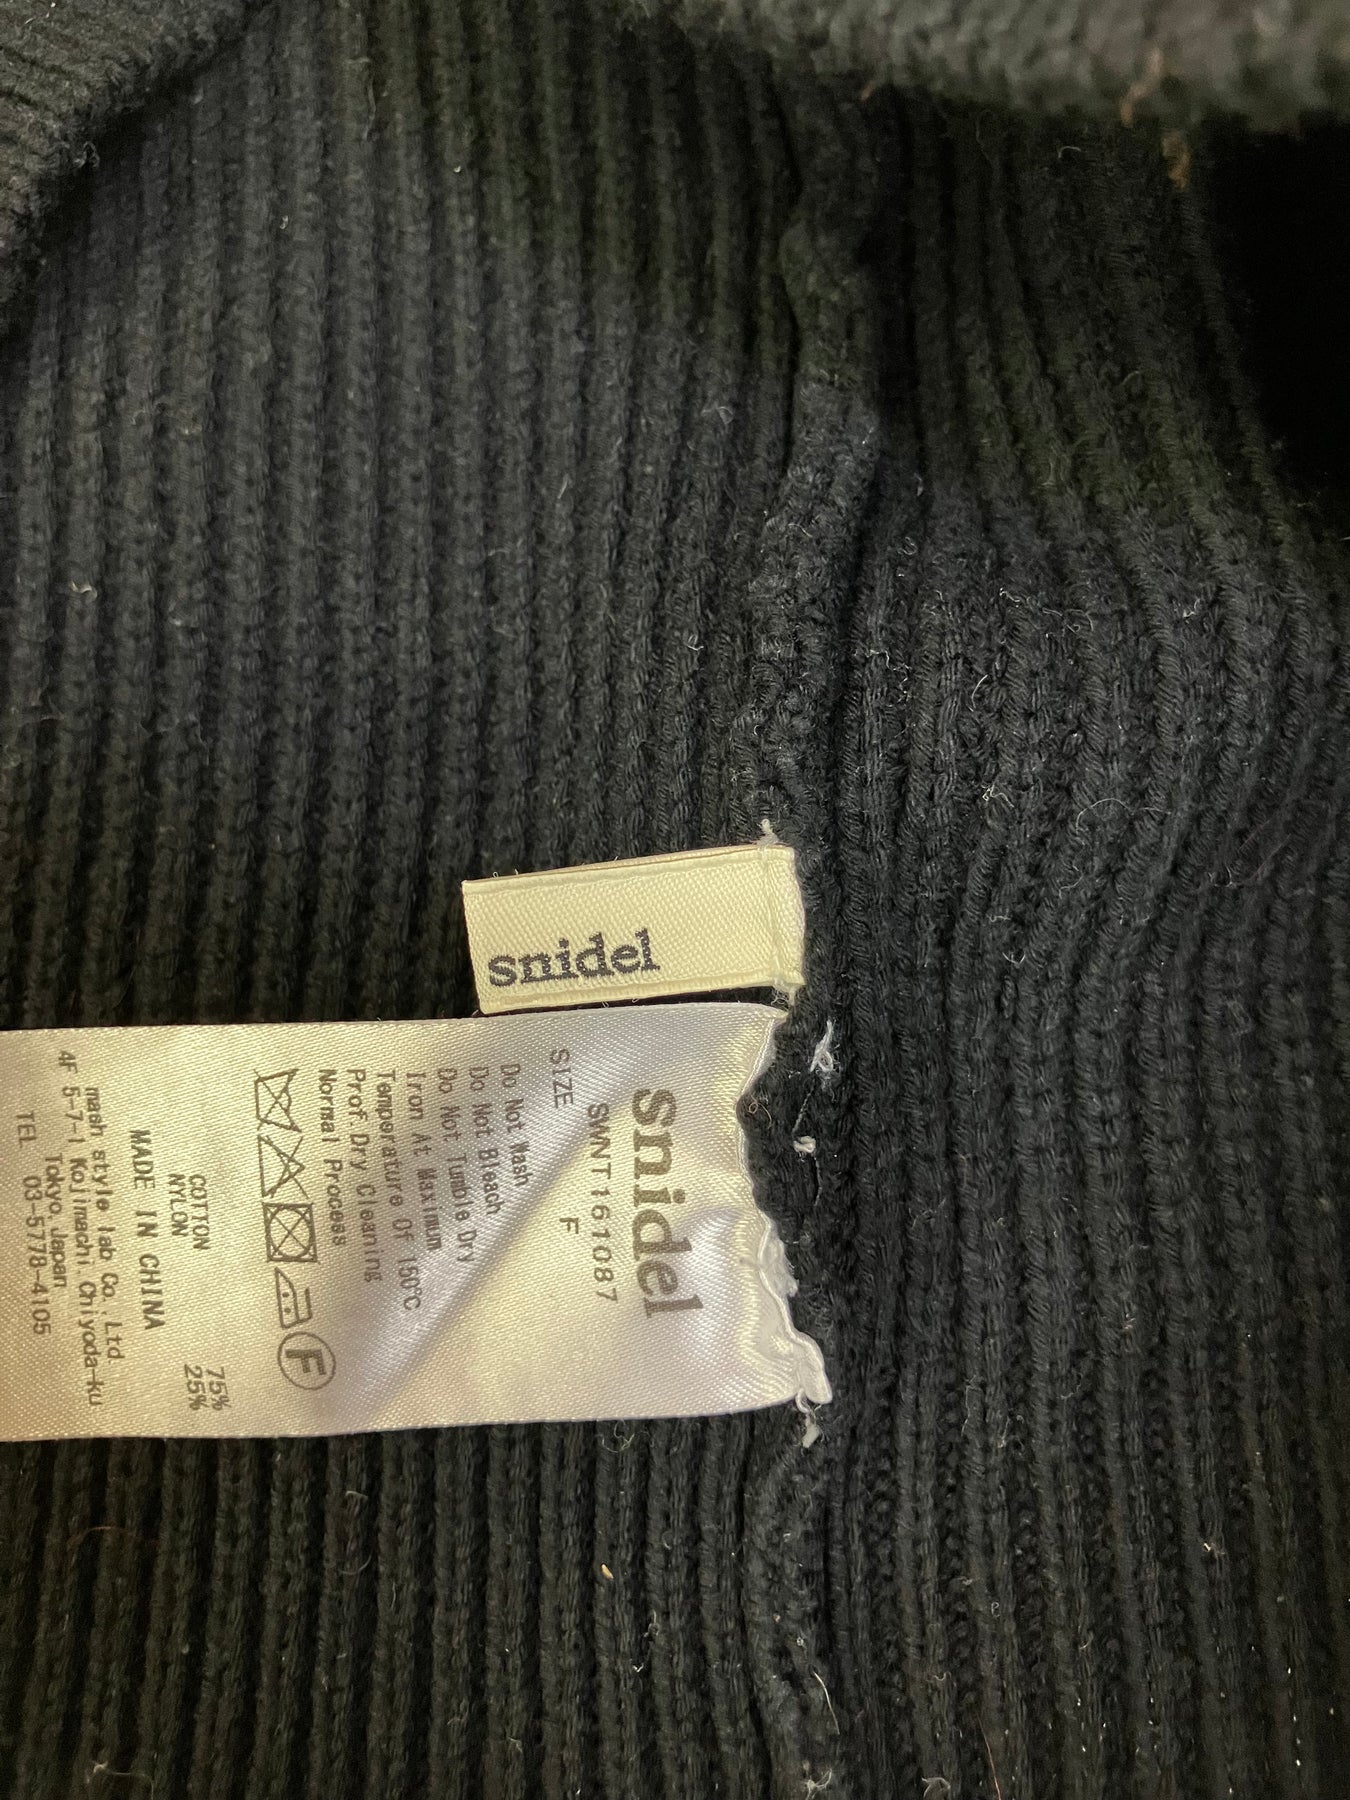 snidel
snidel
SWNT161087
SIZE F
Do Not Wash
Do Not Bleach
Do Not Tumble Dry
Iron At Maximum
Temperature Of 150°C
Prof.Dry Cleaning
Normal Process
F
COTTON 75%
NYLON 25%
MADE IN CHINA
mash style lab Co.,Ltd.
4F 5-7-1 Kojimachi,Chiyoda-ku
Tokyo,Japan
TEL 03-5778-4105